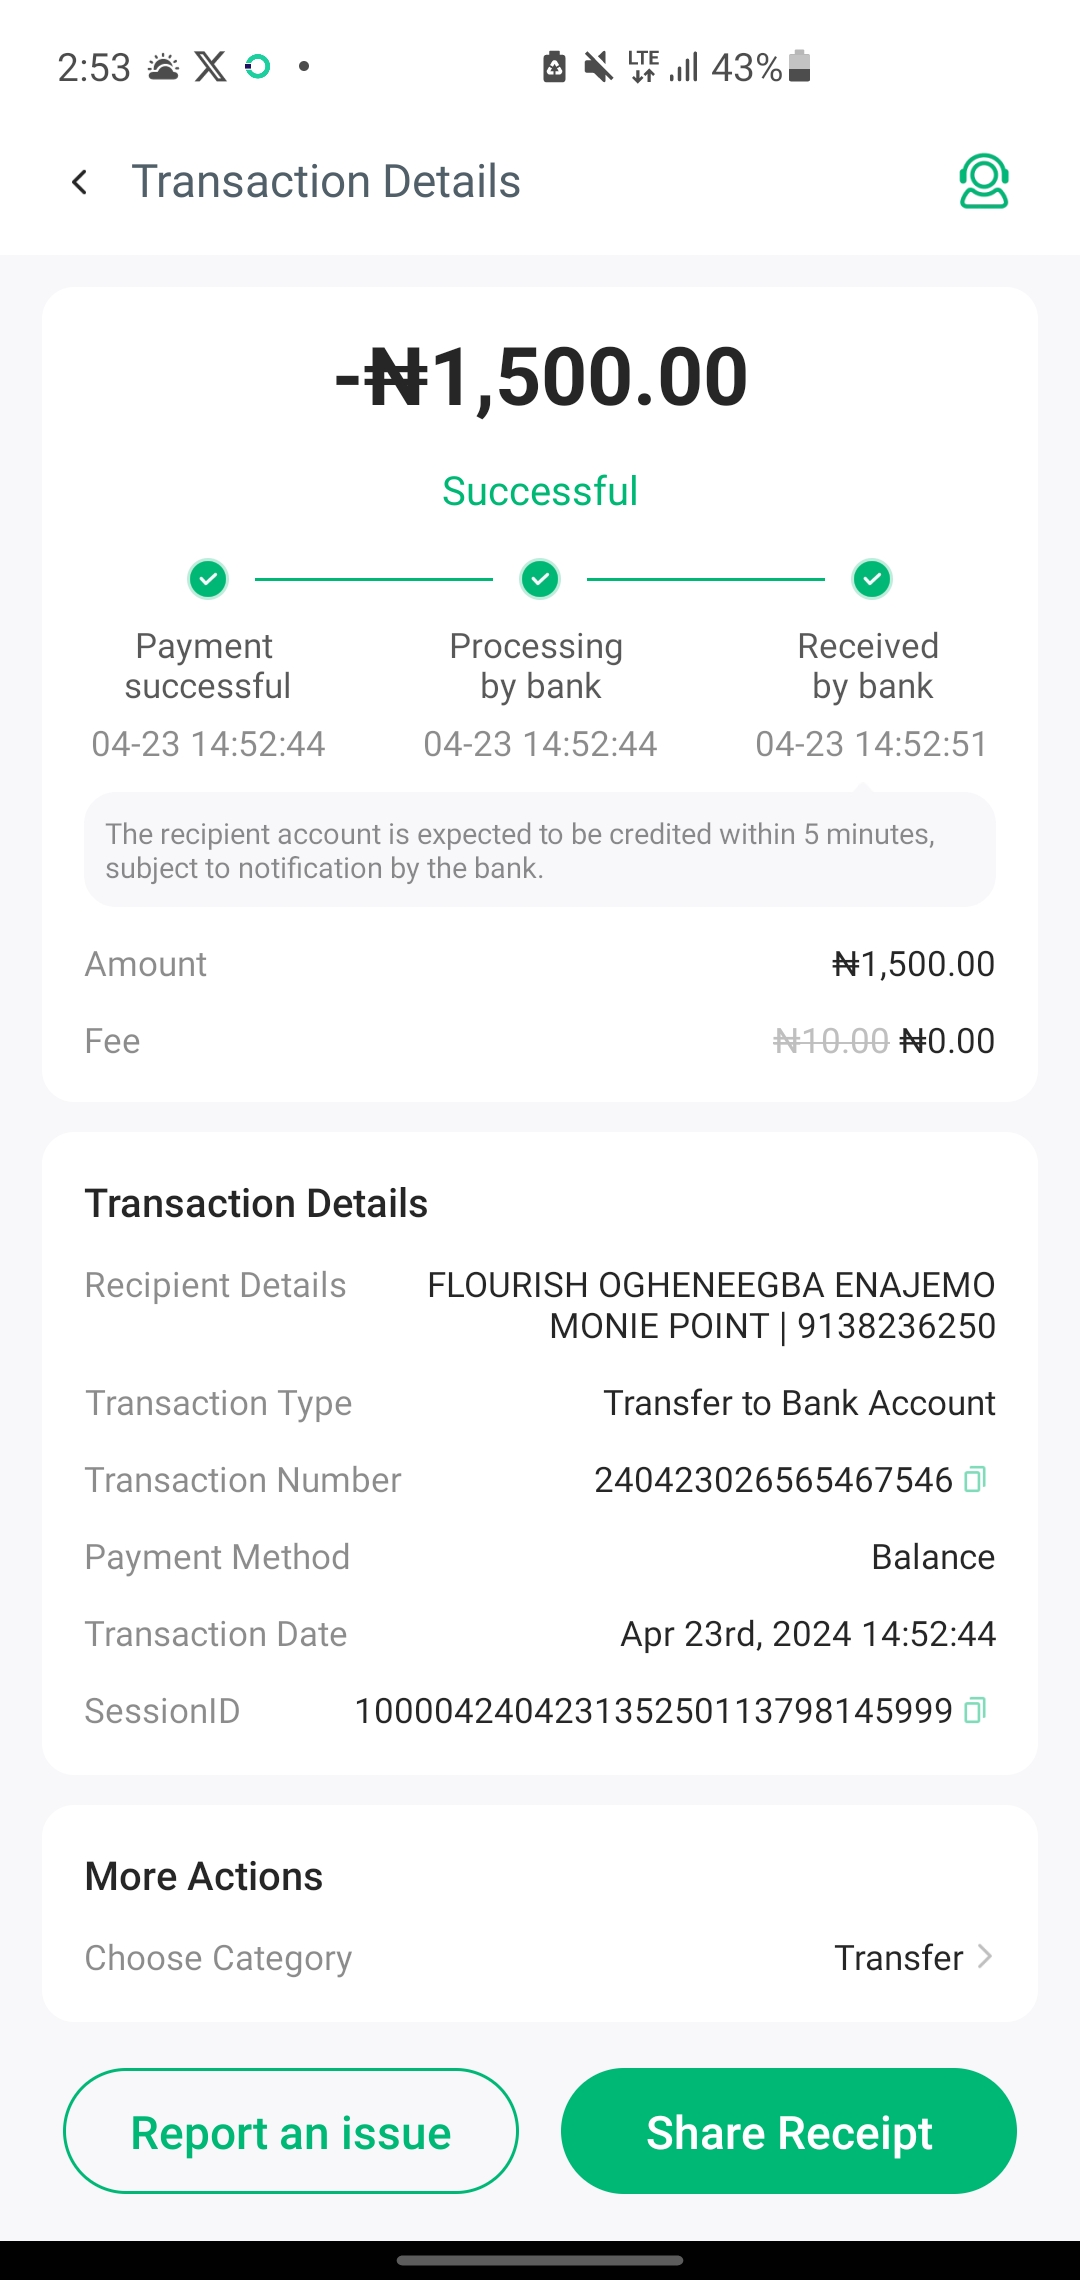 2:53
LTE
43%
Transaction Details
-₦1,500.00
Successful
Payment successful
Processing by bank
Received by bank
04-23 14:52:44
04-23 14:52:44
04-23 14:52:51
The recipient account is expected to be credited within 5 minutes,
subject to notification by the bank.
Amount ₦1,500.00
Fee ₦10.00 ₦0.00
Transaction Details
Recipient Details FLOURISH OGHENEEGBA ENAJEMO
MONIE POINT | 9138236250
Transaction Type Transfer to Bank Account
Transaction Number 240423026565467546
Payment Method Balance
Transaction Date Apr 23rd, 2024 14:52:44
SessionID 100004240423135250113798145999
More Actions
Choose Category Transfer
Report an issue
Share Receipt